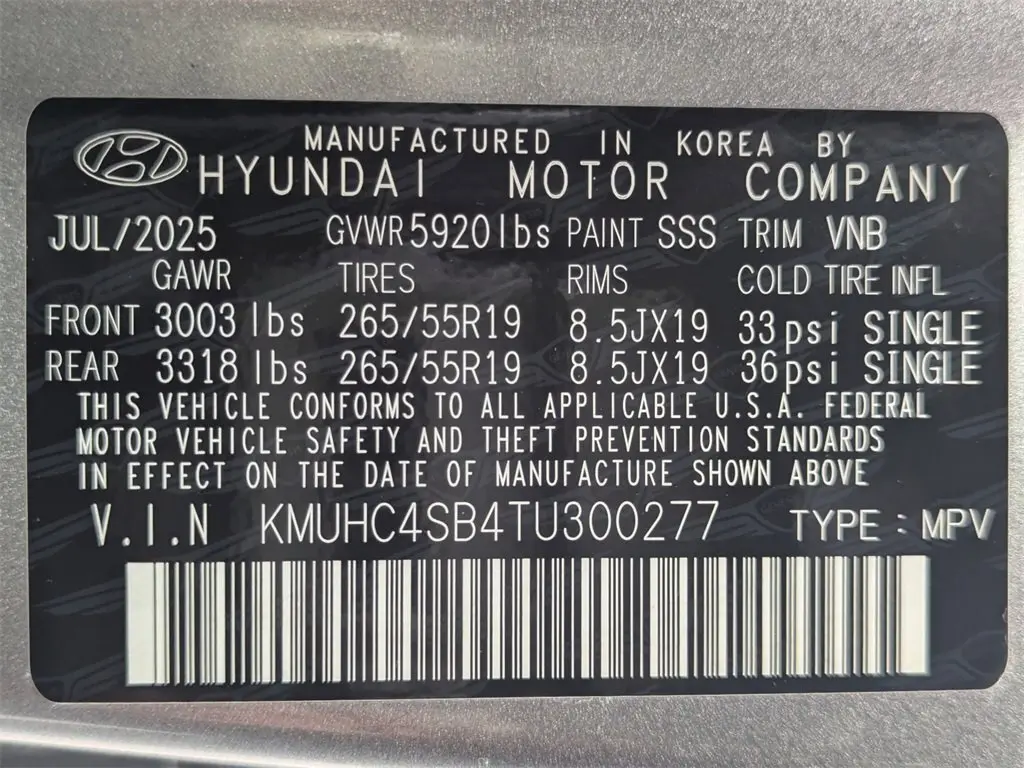 MANUFACTURED IN KOREA BY
HYUNDAI MOTOR COMPANY
JUL/2025 GVWR 5920 lbs PAINT SSS TRIM VNB
GAWR TIRES RIMS COLD TIRE INFL
FRONT 3003 lbs 265/55R19 8.5JX19 33psi SINGLE
REAR 3318 lbs 265/55R19 8.5JX19 36psi SINGLE
THIS VEHICLE CONFORMS TO ALL APPLICABLE U.S.A. FEDERAL
MOTOR VEHICLE SAFETY AND THEFT PREVENTION STANDARDS
IN EFFECT ON THE DATE OF MANUFACTURE SHOWN ABOVE
V.I.N KMUHC4SB4TU300277 TYPE : MPV